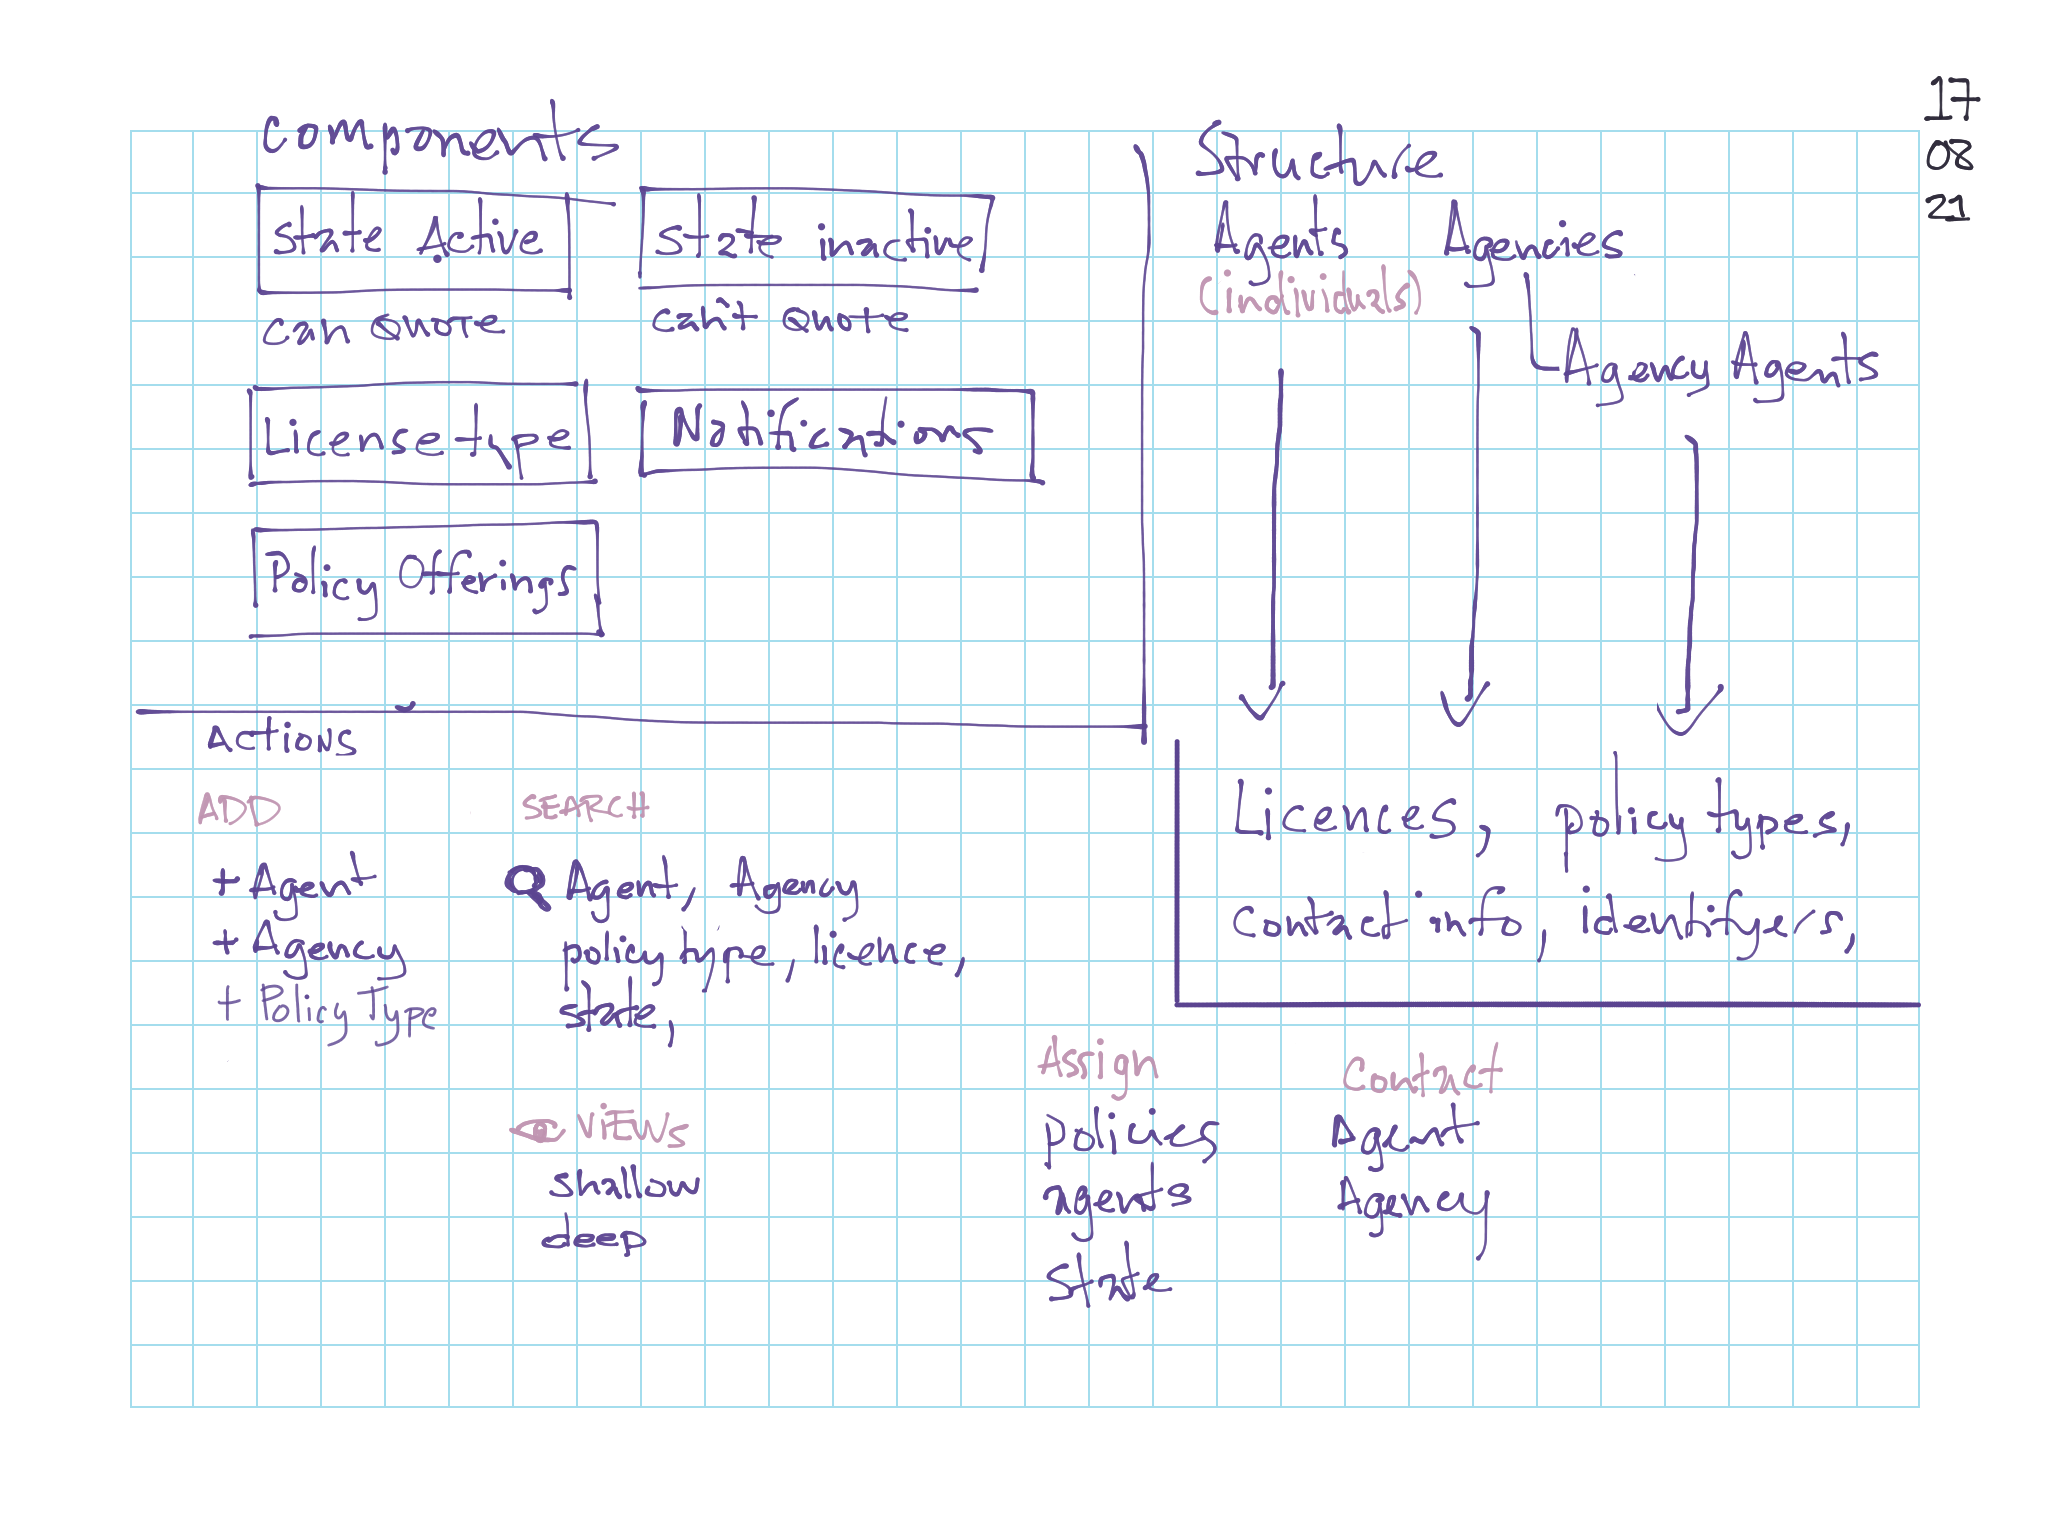 17
08
21
Components
State Active
can Quote
State inactive
can't Quote
License type
Notifications
Policy Offerings
Structure
Agents
(individuals)
Agencies
Agency Agents
Licences, policy types,
contact info, identifyers,
Actions
ADD
+ Agent
+ Agency
+ Policy Type
SEARCH
Agent, Agency
policy type, licence,
state,
ViEWs
shallow
deep
Assign
policies
agents
state
Contact
Agent
Agency